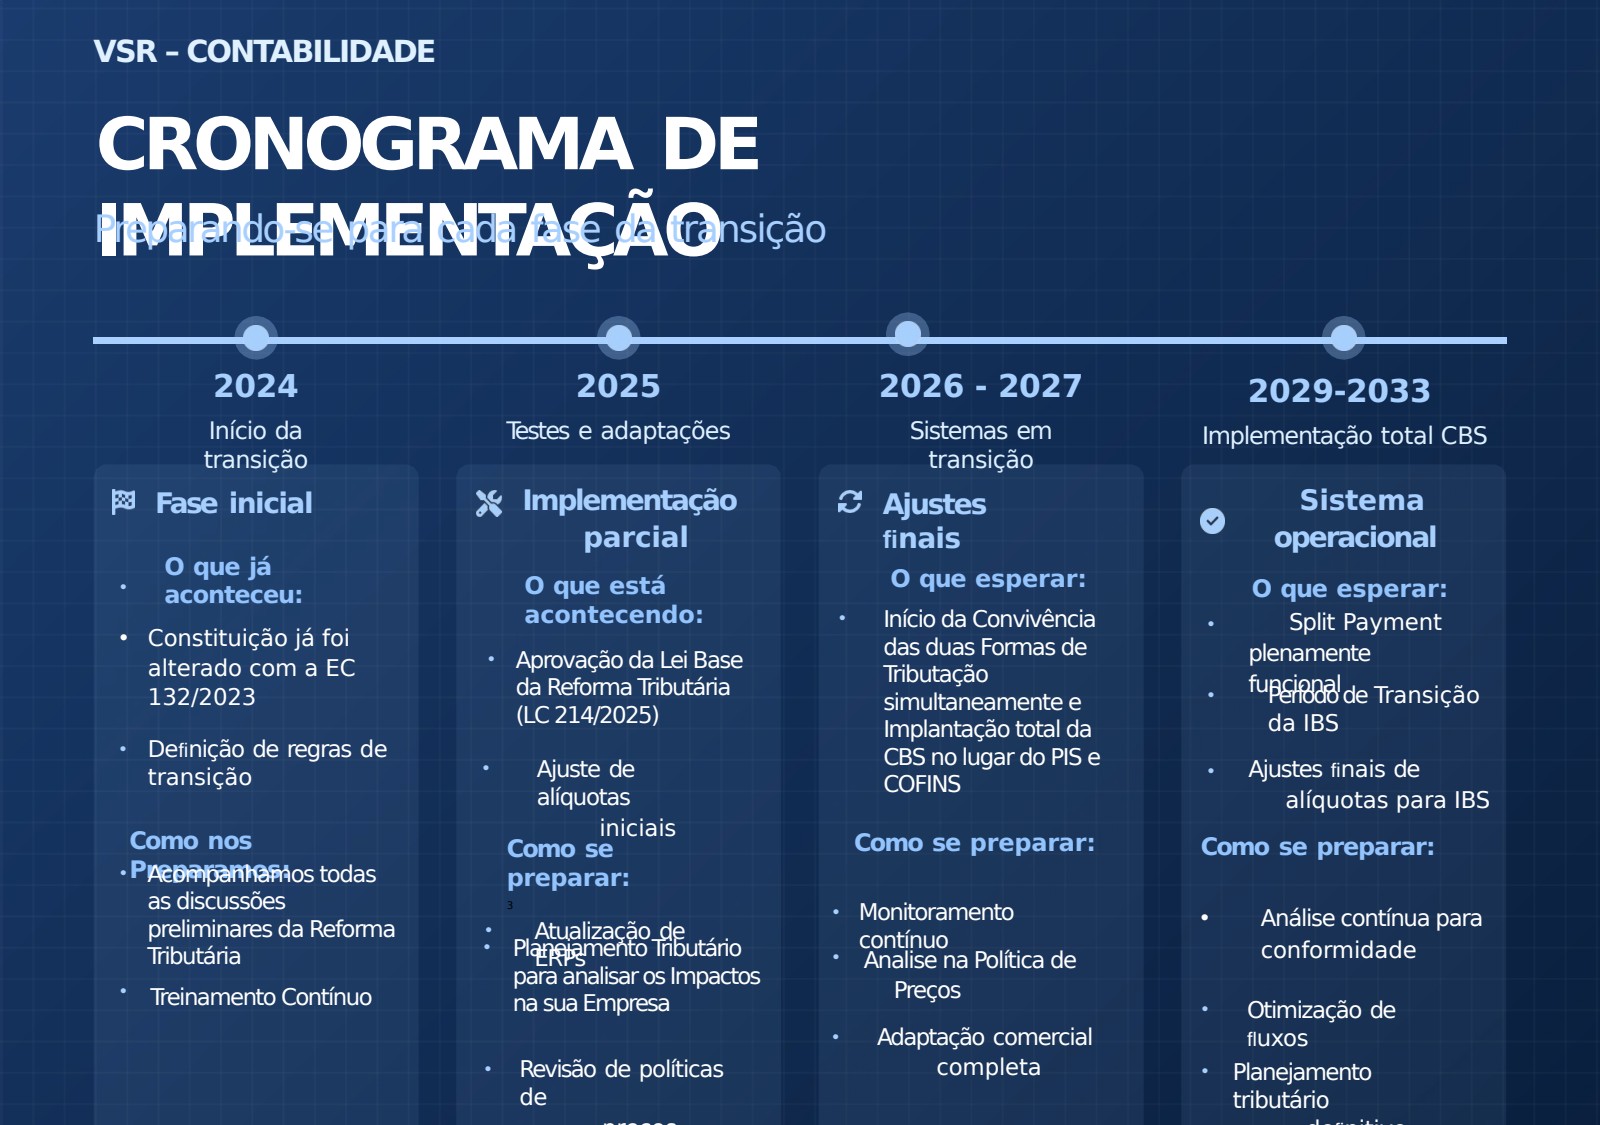 VSR – CONTABILIDADE
CRONOGRAMA DE
IMPLEMENTAÇÃO
Preparando-se para cada fase da transição
2024
Início da
transição
Fase inicial
• O que já
aconteceu:
• Constituição já foi
alterado com a EC
132/2023
• Definição de regras de
transição
Como nos
Preparamos:
• Acompanhamos todas
as discussões
preliminares da Reforma
Tributária
• Treinamento Contínuo
2025
Testes e adaptações
Implementação
parcial
O que está
acontecendo:
• Aprovação da Lei Base
da Reforma Tributária
(LC 214/2025)
• Ajuste de
alíquotas
iniciais
Como se
preparar:
3
• Atualização de
ERPs
• Planejamento Tributário
para analisar os Impactos
na sua Empresa
• Revisão de políticas
de
preços
2026 - 2027
Sistemas em
transição
Ajustes
finais
O que esperar:
• Início da Convivência
das duas Formas de
Tributação
simultaneamente e
Implantação total da
CBS no lugar do PIS e
COFINS
Como se preparar:
• Monitoramento
contínuo
• Analise na Política de
Preços
• Adaptação comercial
completa
2029-2033
Implementação total CBS
Sistema
operacional
O que esperar:
• Split Payment
plenamente
funcional
• Período de Transição
da IBS
• Ajustes finais de
alíquotas para IBS
Como se preparar:
• Análise contínua para
conformidade
• Otimização de
fluxos
• Planejamento
tributário
definitivo